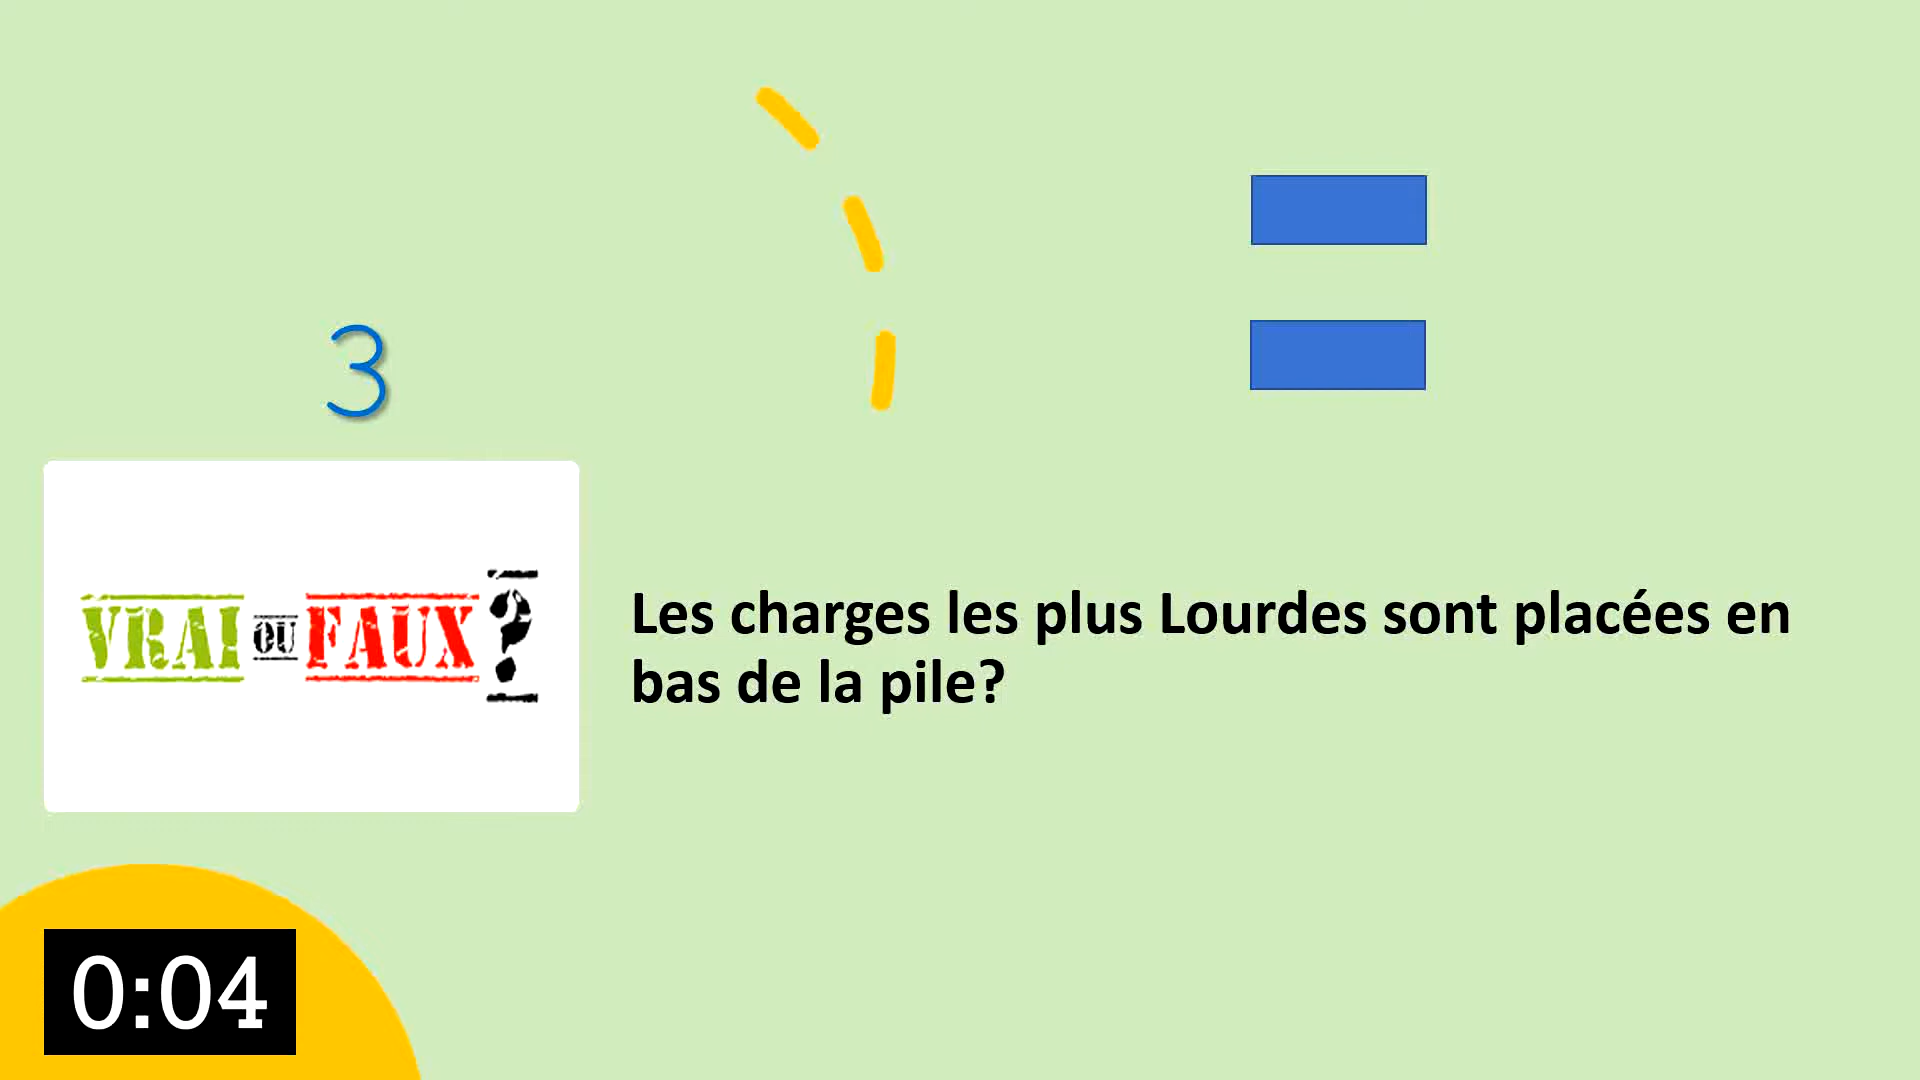 3
VRAI OU FAUX ?
Les charges les plus Lourdes sont placées en
bas de la pile?
0:04